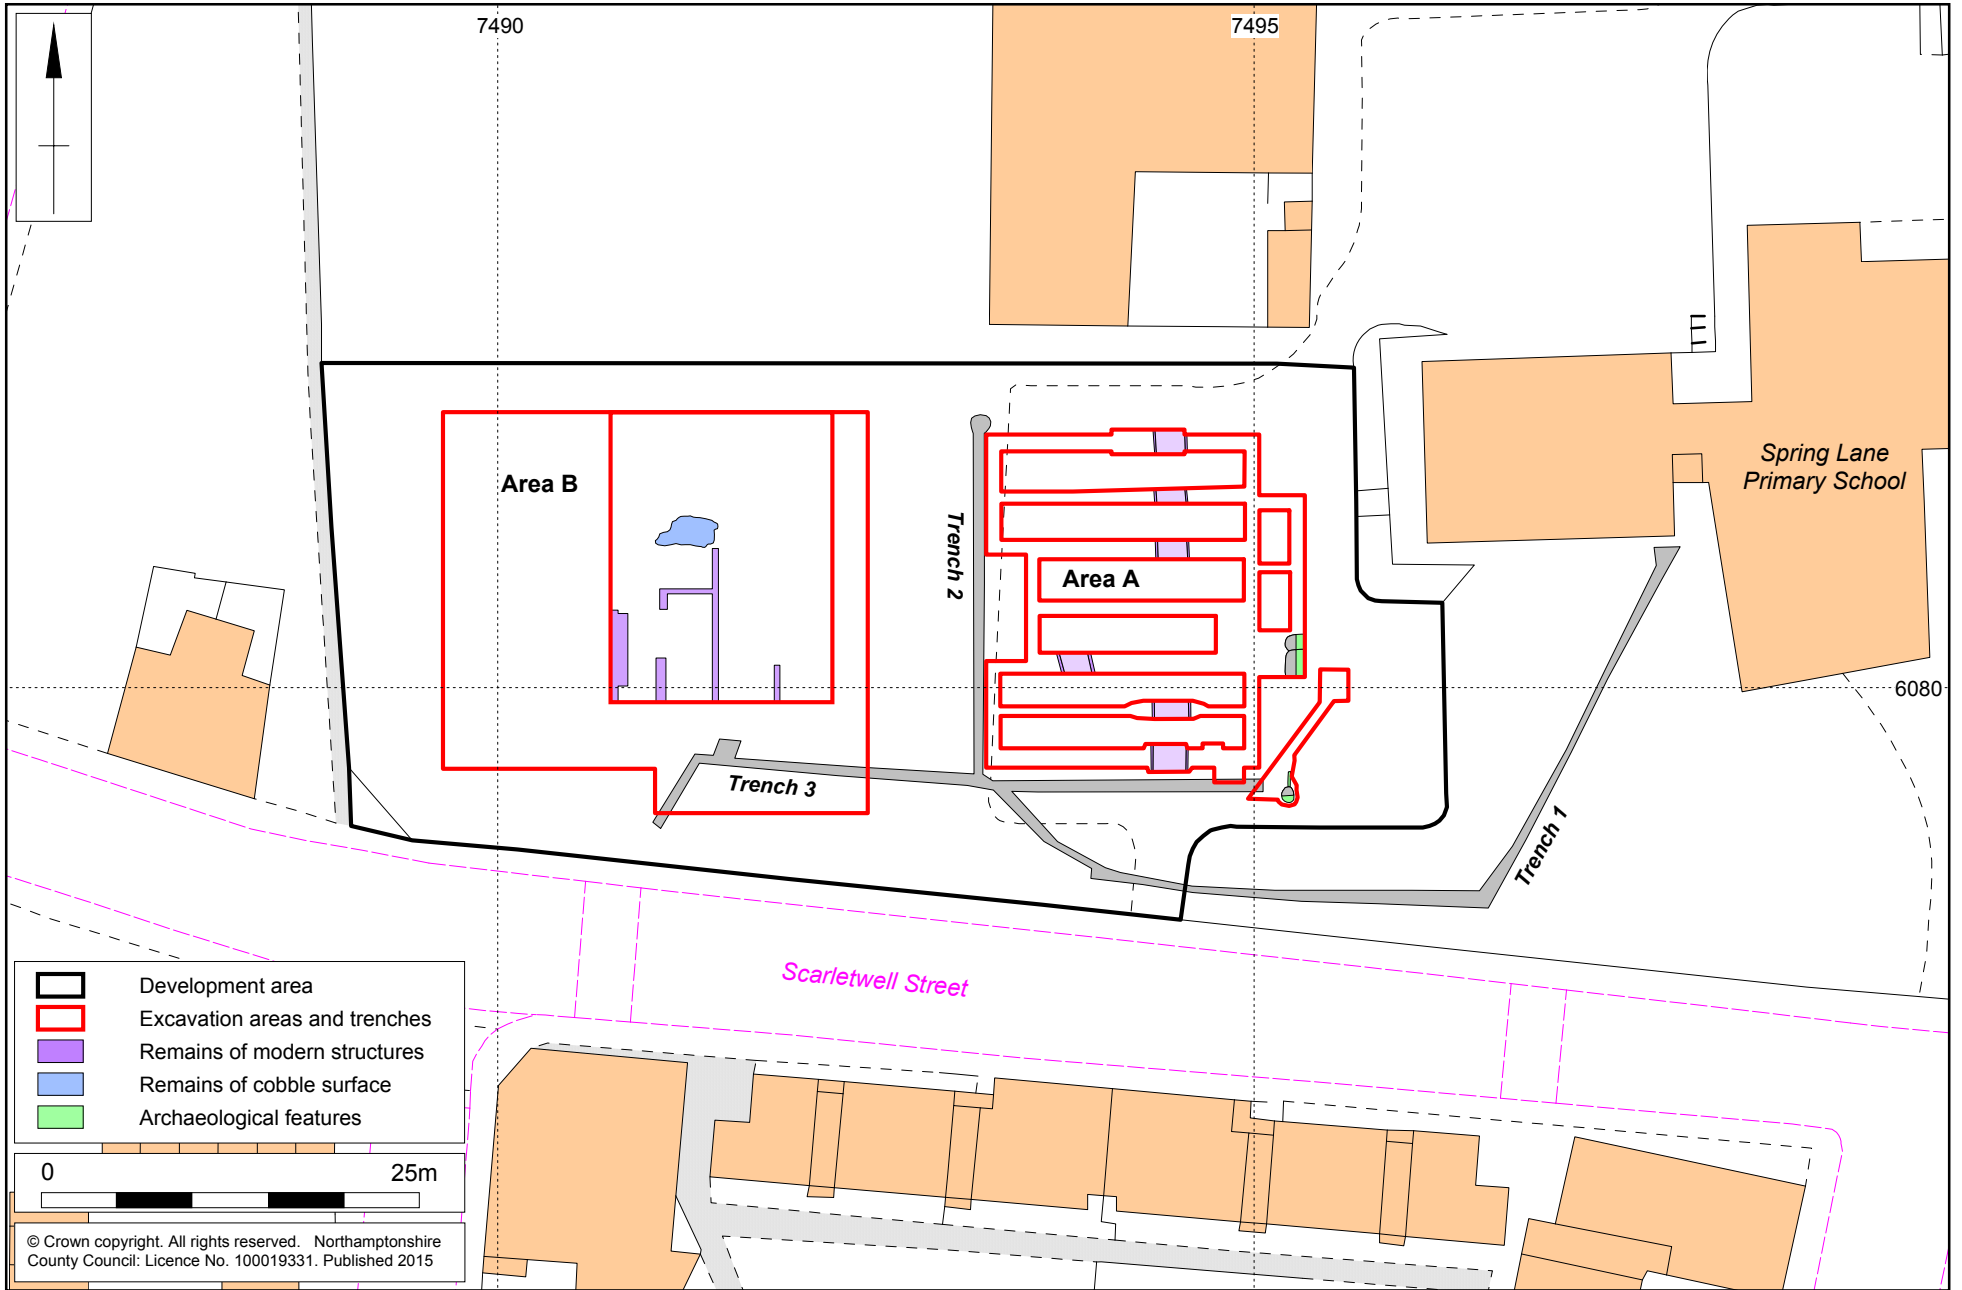 7490
7495
Area B
Spring Lane
Primary School
Trench 2
Area A
6080
Trench 3
Trench 1
Scarletwell Street
Development area
Excavation areas and trenches
Remains of modern structures
Remains of cobble surface
Archaeological features
0 25m
© Crown copyright. All rights reserved. Northamptonshire
County Council: Licence No. 100019331. Published 2015